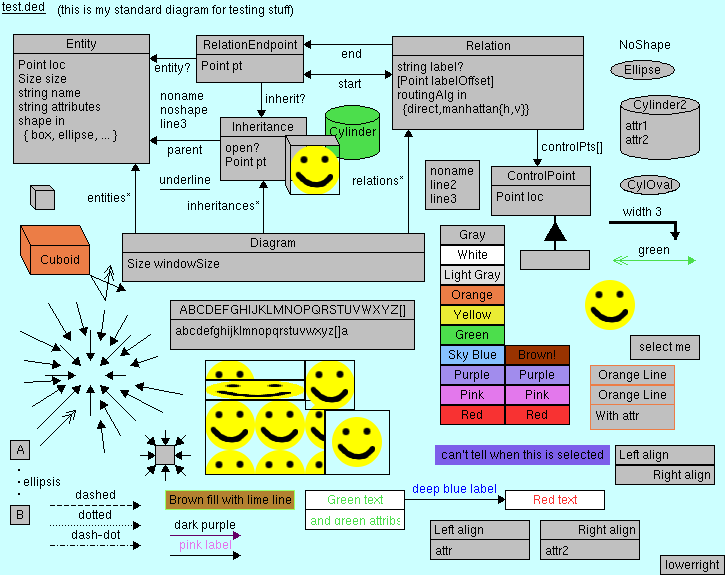 test.ded (this is my standard diagram for testing stuff)
Entity
Point loc
Size size
string name
string attributes
shape in
{ box, ellipse, ... }
entity?
RelationEndpoint
Point pt
end
start
Relation
string label?
[Point labelOffset]
routingAlg in
{direct,manhattan{h,v}}
NoShape
Ellipse
Cylinder2
attr1
attr2
CylOval
noname
noshape
line3
inherit?
parent
Inheritance
open?
Point pt
Cylinder
underline
entities*
inheritances*
relations*
noname
line2
line3
controlPts[]
ControlPoint
Point loc
width 3
green
Cuboid
Diagram
Size windowSize
Gray
White
Light Gray
Orange
Yellow
Green
Sky Blue
Brown!
Purple
Purple
Pink
Pink
Red
Red
ABCDEFGHIJKLMNOPQRSTUVWXYZ[]
abcdefghijklmnopqrstuvwxyz[]a
select me
Orange Line
Orange Line
With attr
A
ellipsis
B
can't tell when this is selected
Left align
Right align
dashed
dotted
dash-dot
Brown fill with lime line
dark purple
pink label
Green text
and green attribs
deep blue label
Red text
Left align
attr
Right align
attr2
lowerright